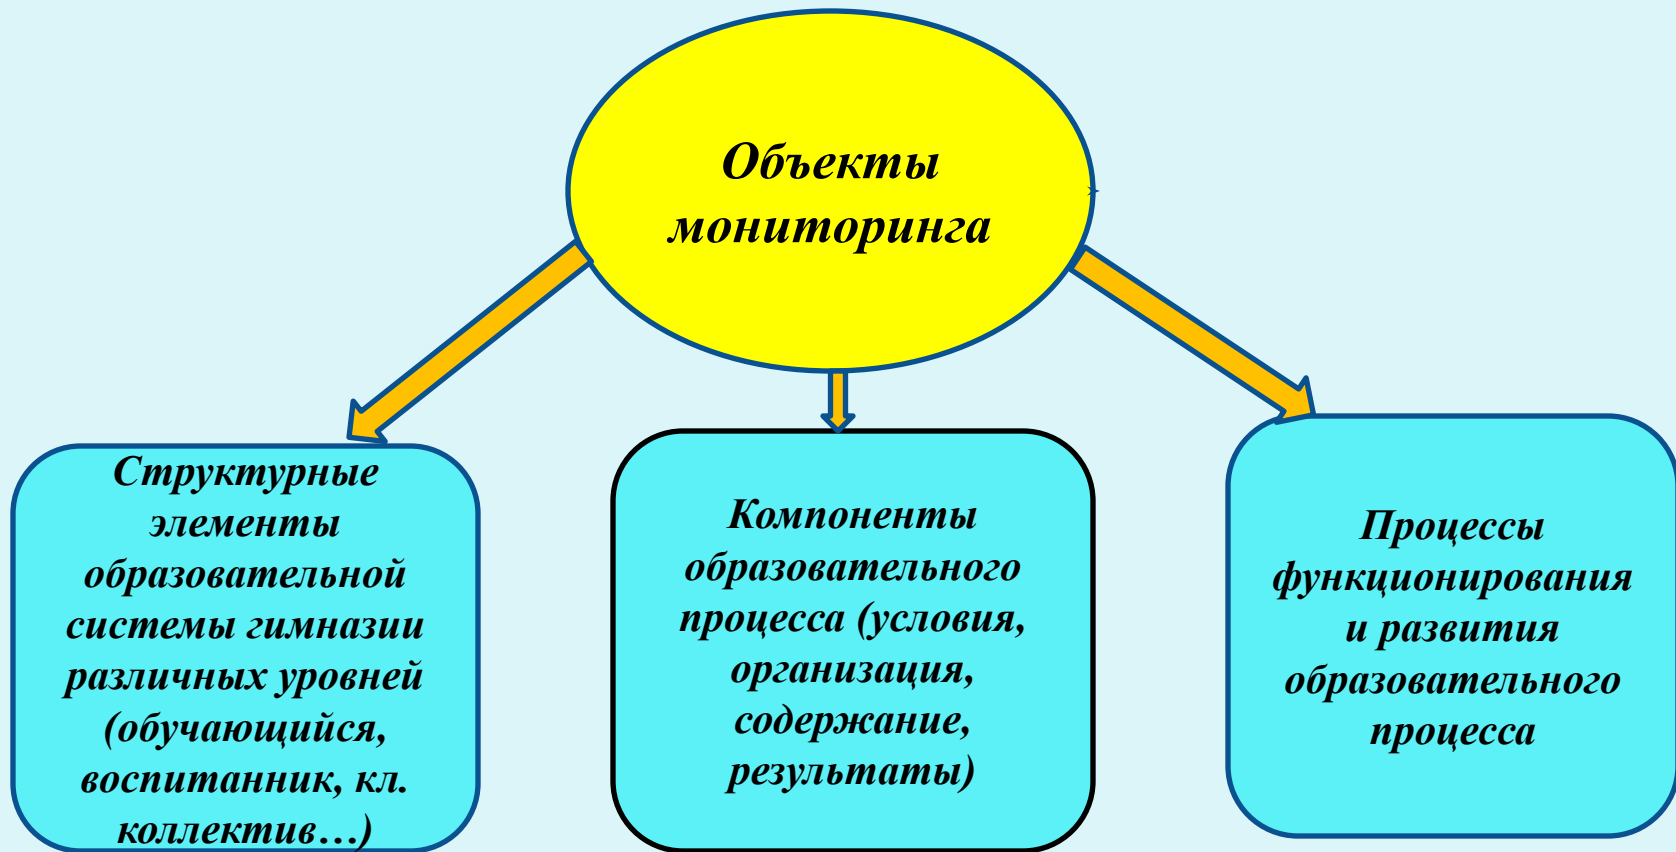 Объекты
мониторинга
Структурные
элементы
образовательной
системы гимназии
различных уровней
(обучающийся,
воспитанник, кл.
коллектив…)
Компоненты
образовательного
процесса (условия,
организация,
содержание,
результаты)
Процессы
функционирования
и развития
образовательного
процесса